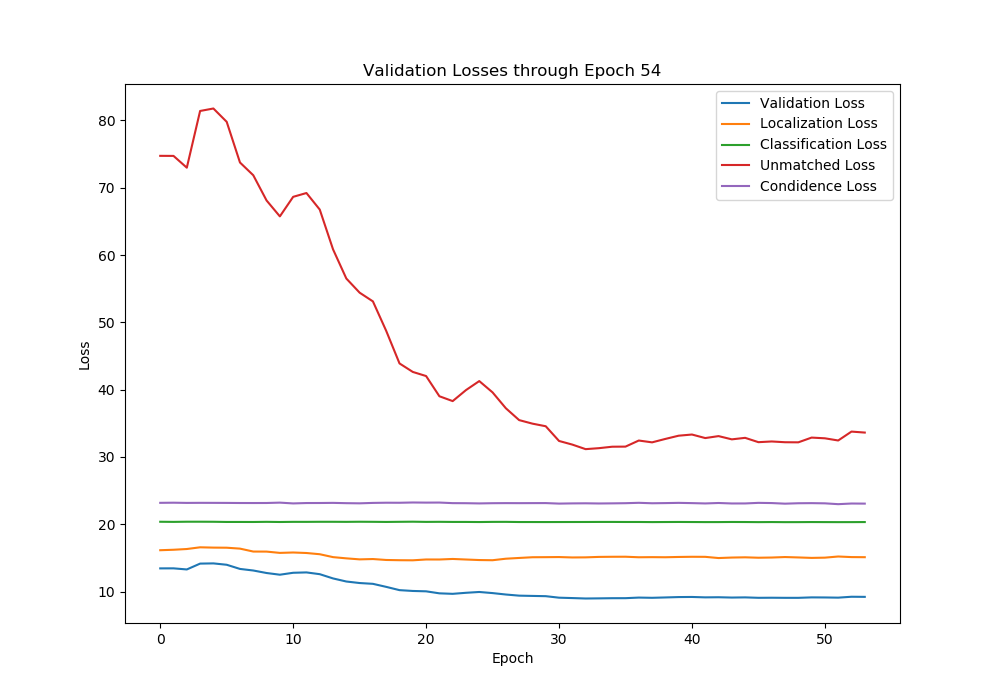 Validation Losses through Epoch 54
Validation Loss
Localization Loss
Classification Loss
Unmatched Loss
Condidence Loss
80
70
60
50
40
30
20
10
Loss
0 10 20 30 40 50
Epoch